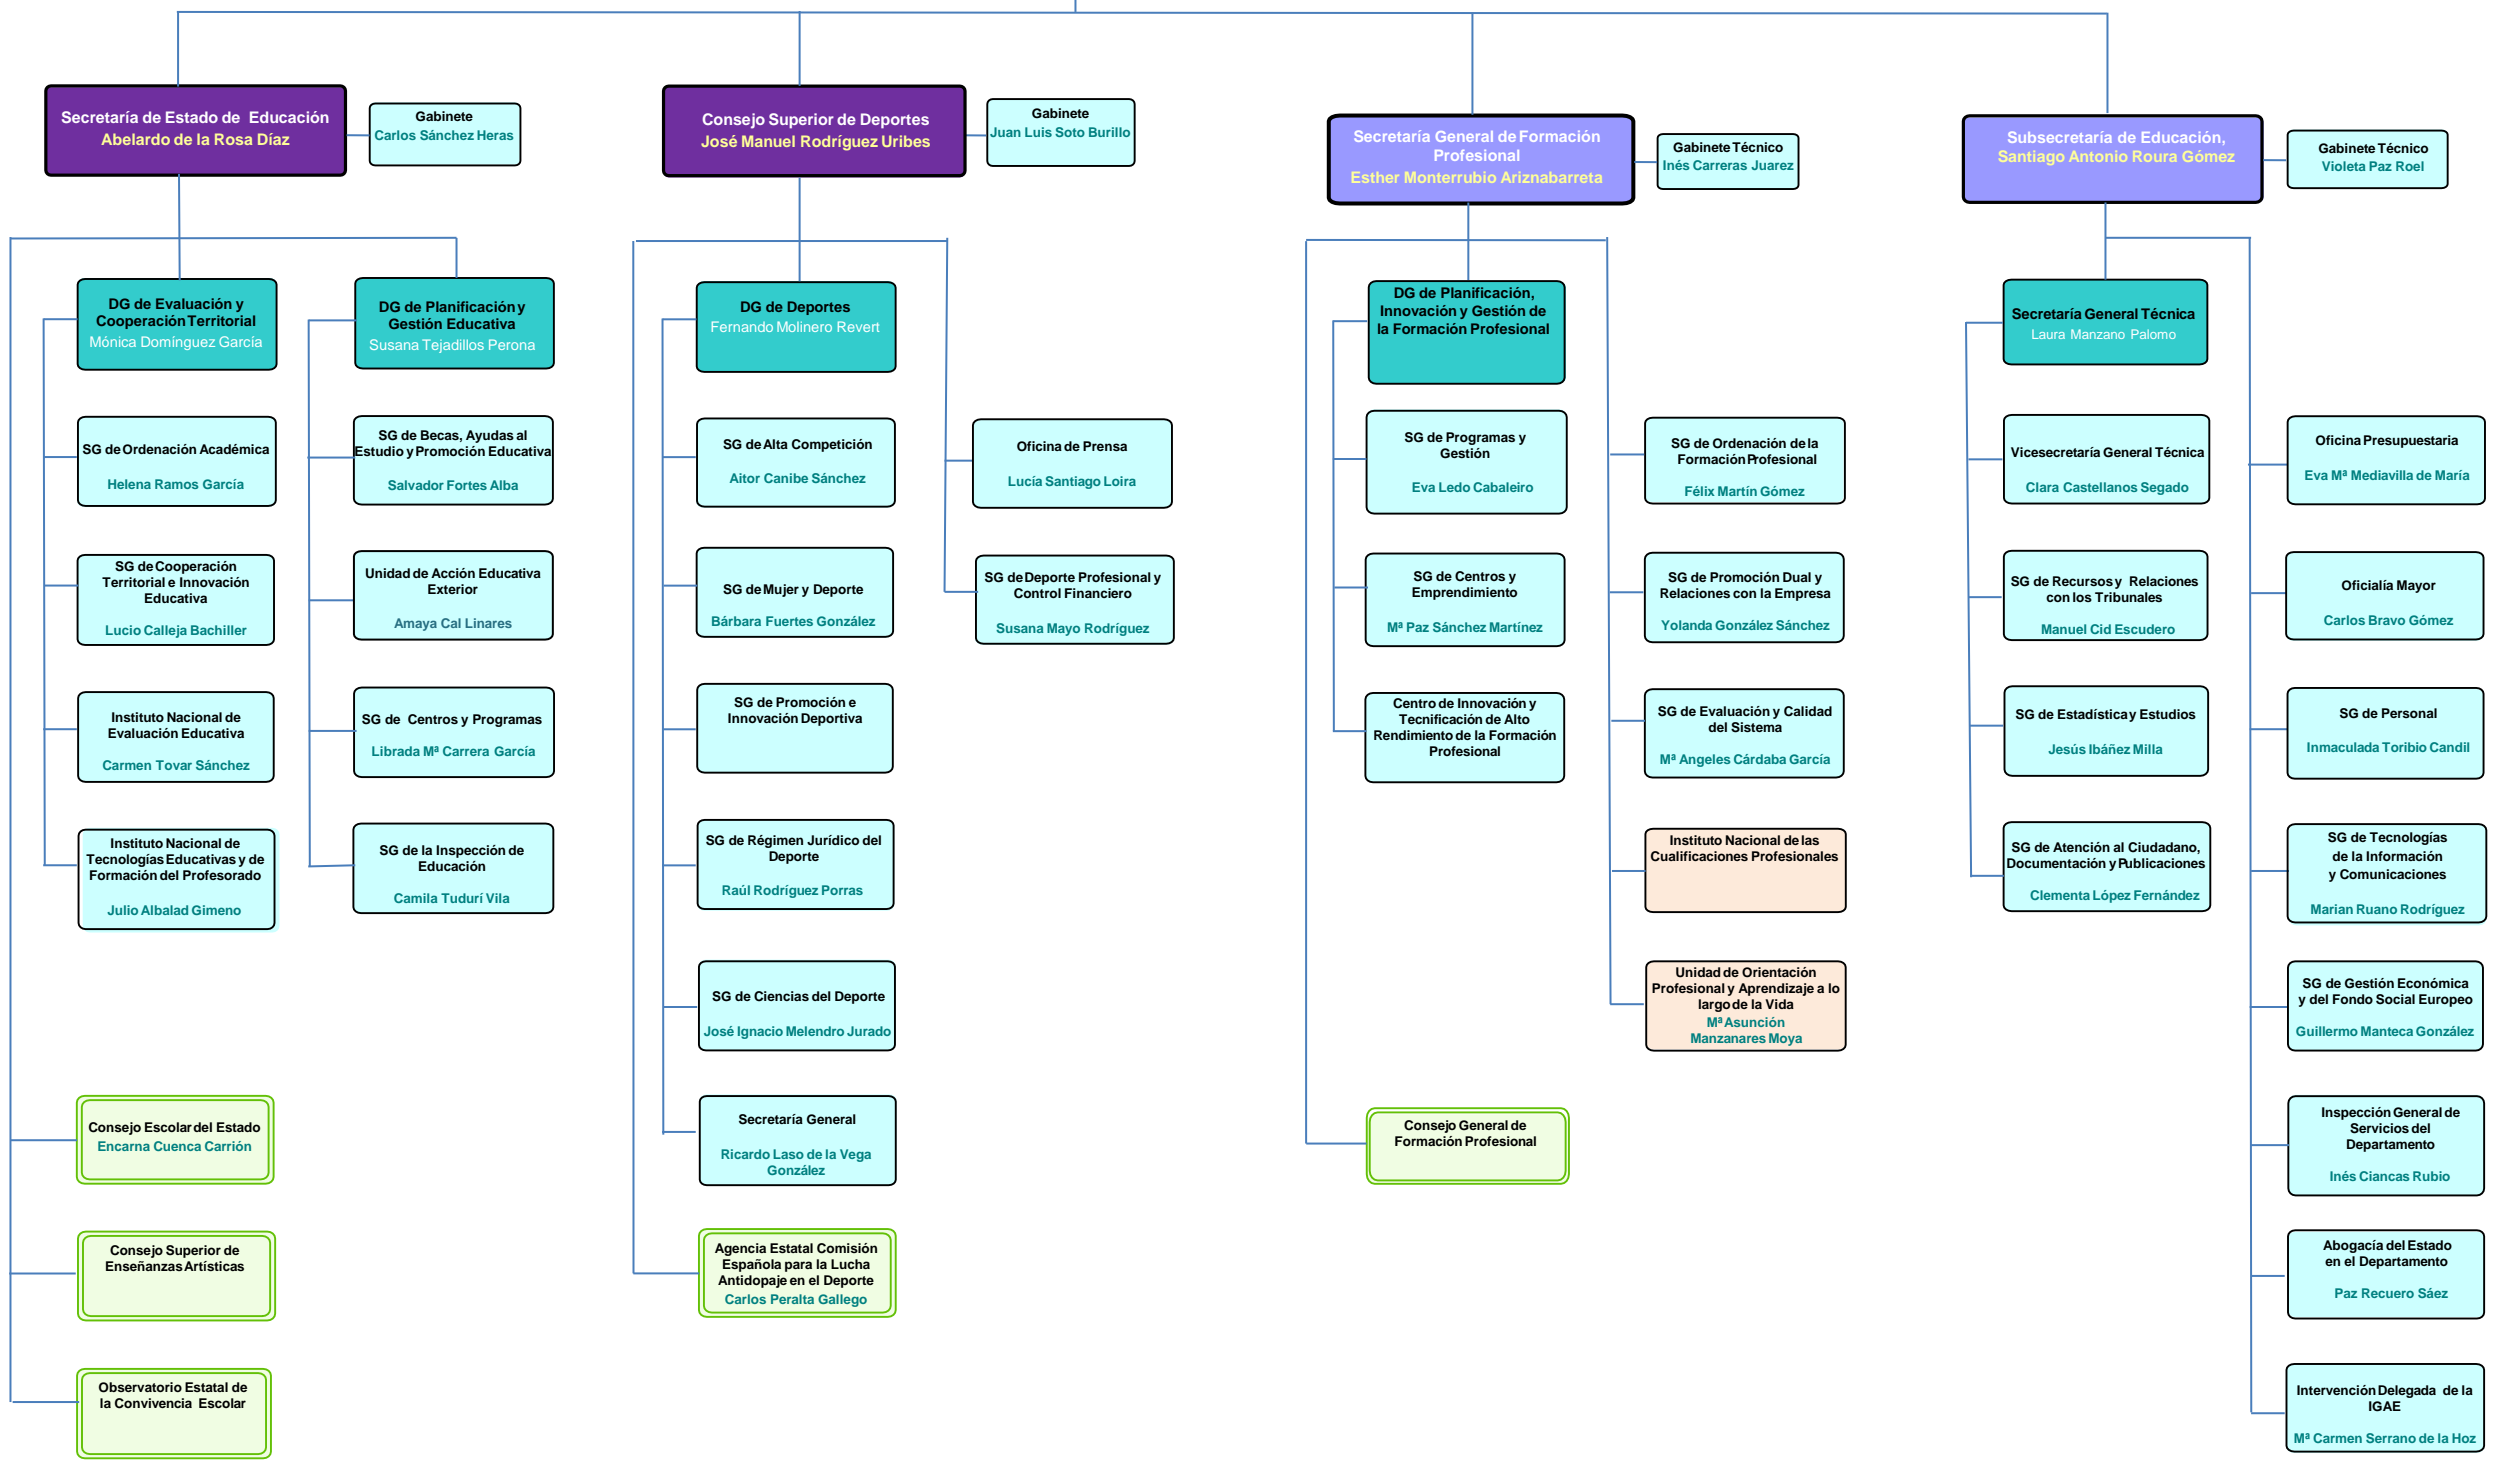 Secretaría de Estado de Educación
Abelardo de la Rosa Díaz
Gabinete
Carlos Sánchez Heras
Consejo Superior de Deportes
José Manuel Rodríguez Uribes
Gabinete
Juan Luis Soto Burillo
Secretaría General de Formación
Profesional
Esther Monterrubio Ariznabarreta
Gabinete Técnico
Inés Carreras Juarez
Subsecretaría de Educación,
Santiago Antonio Roura Gómez
Gabinete Técnico
Violeta Paz Roel
DG de Evaluación y
Cooperación Territorial
Mónica Domínguez García
SG de Ordenación Académica
Helena Ramos García
SG de Cooperación
Territorial e Innovación
Educativa
Lucio Calleja Bachiller
Instituto Nacional de
Evaluación Educativa
Carmen Tovar Sánchez
Instituto Nacional de
Tecnologías Educativas y de
Formación del Profesorado
Julio Albalad Gimeno
DG de Planificación y
Gestión Educativa
Susana Tejadillos Perona
SG de Becas, Ayudas al
Estudio y Promoción Educativa
Salvador Fortes Alba
Unidad de Acción Educativa
Exterior
Amaya Cal Linares
SG de Centros y Programas
Librada Mª Carrera García
SG de la Inspección de
Educación
Camila Tudurí Vila
Consejo Escolar del Estado
Encarna Cuenca Carrión
Consejo Superior de
Enseñanzas Artísticas
Observatorio Estatal de
la Convivencia Escolar
DG de Deportes
Fernando Molinero Revert
SG de Alta Competición
Aitor Canibe Sánchez
SG de Mujer y Deporte
Bárbara Fuertes González
SG de Promoción e
Innovación Deportiva
SG de Régimen Jurídico del
Deporte
Raúl Rodríguez Porras
SG de Ciencias del Deporte
José Ignacio Melendro Jurado
Secretaría General
Ricardo Laso de la Vega
González
Agencia Estatal Comisión
Española para la Lucha
Antidopaje en el Deporte
Carlos Peralta Gallego
Oficina de Prensa
Lucía Santiago Loira
SG de Deporte Profesional y
Control Financiero
Susana Mayo Rodríguez
DG de Planificación,
Innovación y Gestión de
la Formación Profesional
SG de Programas y
Gestión
Eva Ledo Cabaleiro
SG de Centros y
Emprendimiento
Mª Paz Sánchez Martínez
Centro de Innovación y
Tecnificación de Alto
Rendimiento de la Formación
Profesional
Consejo General de
Formación Profesional
SG de Ordenación de la
Formación Profesional
Félix Martín Gómez
SG de Promoción Dual y
Relaciones con la Empresa
Yolanda González Sánchez
SG de Evaluación y Calidad
del Sistema
Mª Angeles Cárdaba García
Instituto Nacional de las
Cualificaciones Profesionales
Unidad de Orientación
Profesional y Aprendizaje a lo
largo de la Vida
Mª Asunción
Manzanares Moya
Secretaría General Técnica
Laura Manzano Palomo
Vicesecretaría General Técnica
Clara Castellanos Segado
SG de Recursos y Relaciones
con los Tribunales
Manuel Cid Escudero
SG de Estadística y Estudios
Jesús Ibáñez Milla
SG de Atención al Ciudadano,
Documentación y Publicaciones
Clementa López Fernández
Oficina Presupuestaria
Eva Mª Mediavilla de María
Oficialía Mayor
Carlos Bravo Gómez
SG de Personal
Inmaculada Toribio Candil
SG de Tecnologías
de la Información
y Comunicaciones
Marian Ruano Rodríguez
SG de Gestión Económica
y del Fondo Social Europeo
Guillermo Manteca González
Inspección General de
Servicios del
Departamento
Inés Ciancas Rubio
Abogacía del Estado
en el Departamento
Paz Recuero Sáez
Intervención Delegada de la
IGAE
Mª Carmen Serrano de la Hoz